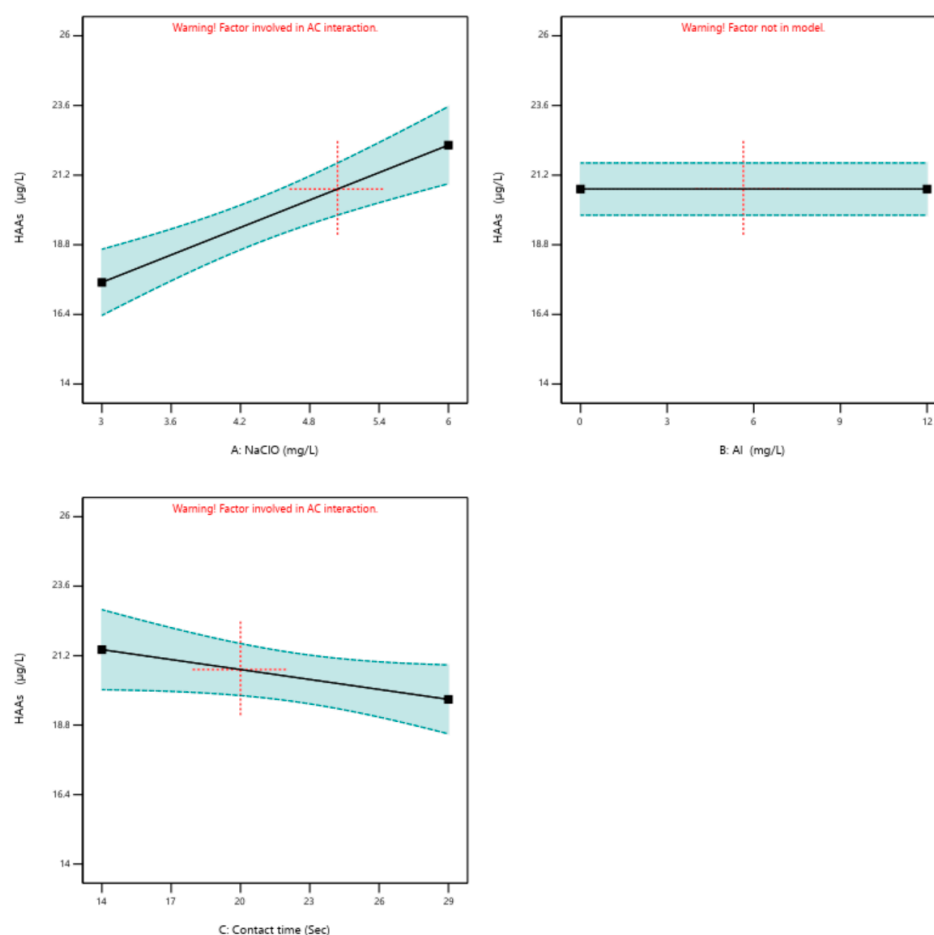 Warning! Factor involved in AC interaction.
26
23.6
21.2
18.8
16.4
14
HAAs (µg/L)
3 3.6 4.2 4.8 5.4 6
A: NaClO (mg/L)
Warning! Factor not in model.
26
23.6
21.2
18.8
16.4
14
HAAs (µg/L)
0 3 6 9 12
B: Al (mg/L)
Warning! Factor involved in AC interaction.
26
23.6
21.2
18.8
16.4
14
HAAs (µg/L)
14 17 20 23 26 29
C: Contact time (Sec)